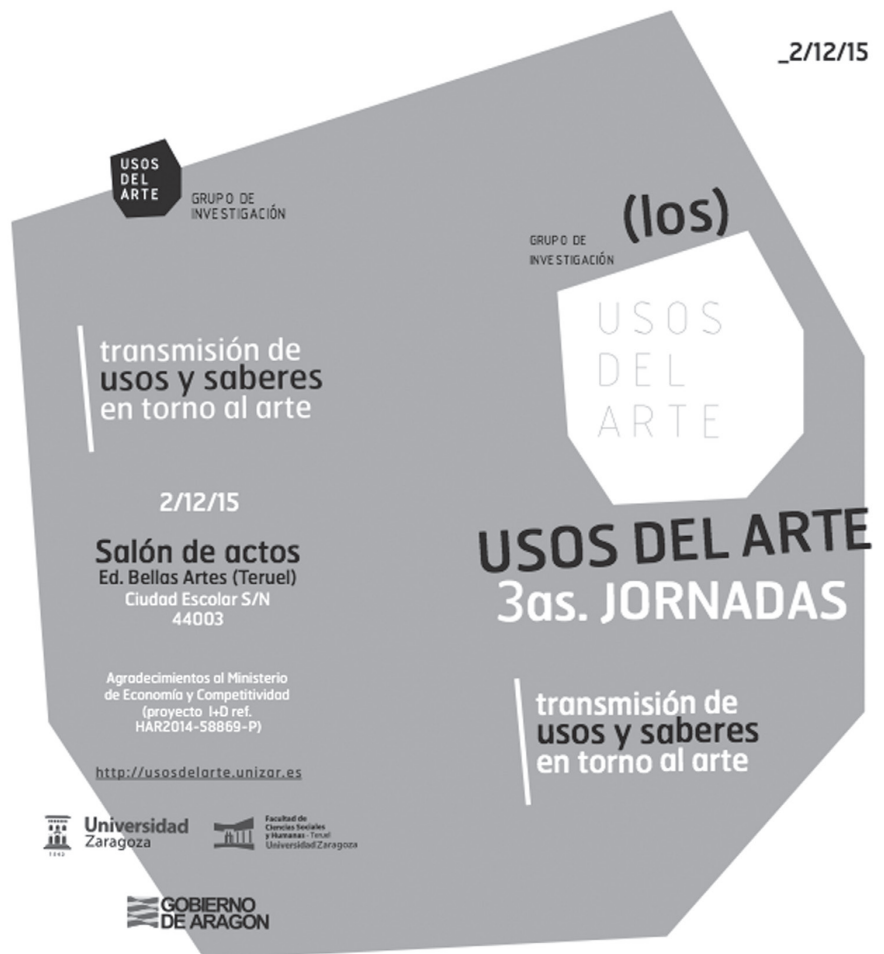 _2/12/15
USOS
DEL
ARTE
GRUPO DE
INVESTIGACIÓN
transmisión de
usos y saberes
en torno al arte
2/12/15
Salón de actos
Ed. Bellas Artes (Teruel)
Ciudad Escolar S/N
44003
Agradecimientos al Ministerio
de Economía y Competitividad
(proyecto I+D ref.
HAR2014-58869-P)
http://usosdelarte.unizar.es
1542
Universidad
Zaragoza
Facultad de
Ciencias Sociales
y Humanas - Teruel
Universidad Zaragoza
GOBIERNO
DE ARAGON
(los)
GRUPO DE
INVESTIGACIÓN
USOS
DEL
ARTE
USOS DEL ARTE
3as. JORNADAS
transmisión de
usos y saberes
en torno al arte